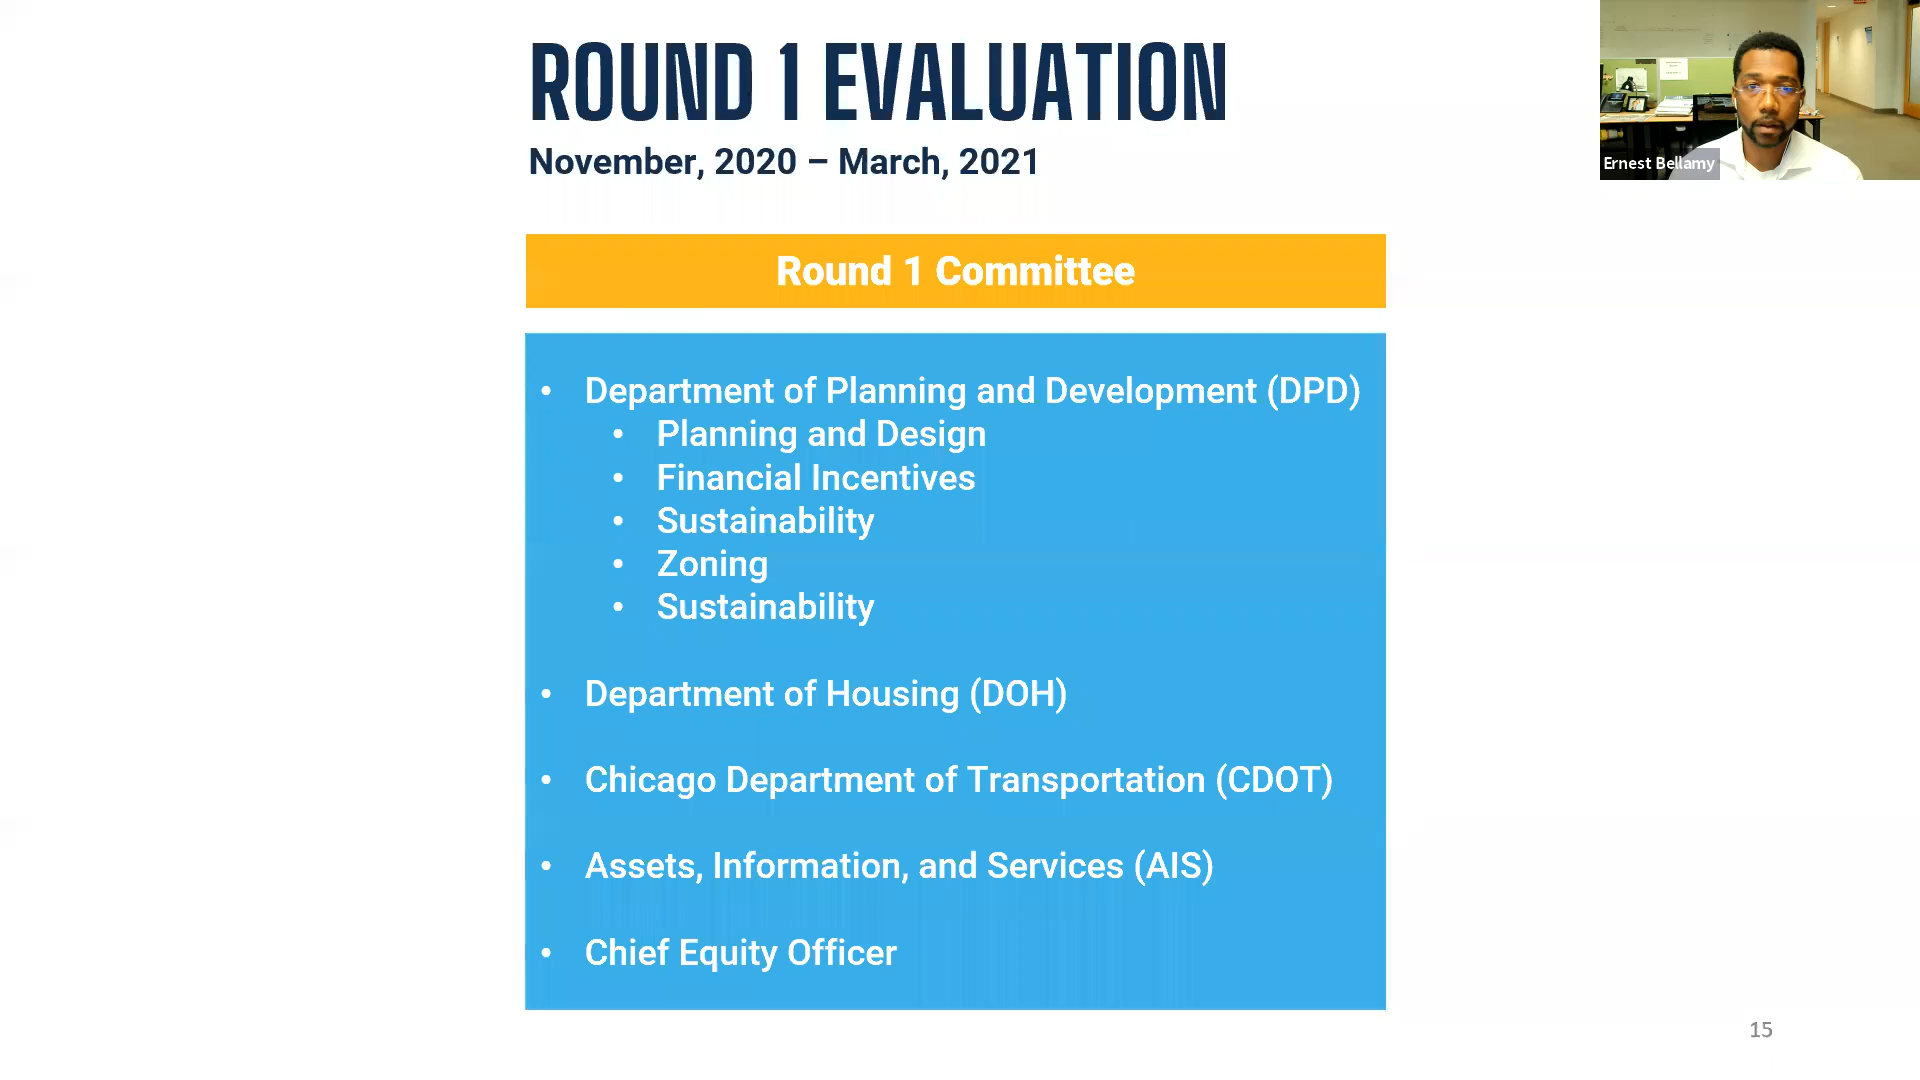 ROUND 1 EVALUATION
November, 2020 – March, 2021
Ernest Bellamy
Round 1 Committee
• Department of Planning and Development (DPD)
• Planning and Design
• Financial Incentives
• Sustainability
• Zoning
• Sustainability
• Department of Housing (DOH)
• Chicago Department of Transportation (CDOT)
• Assets, Information, and Services (AIS)
• Chief Equity Officer
15